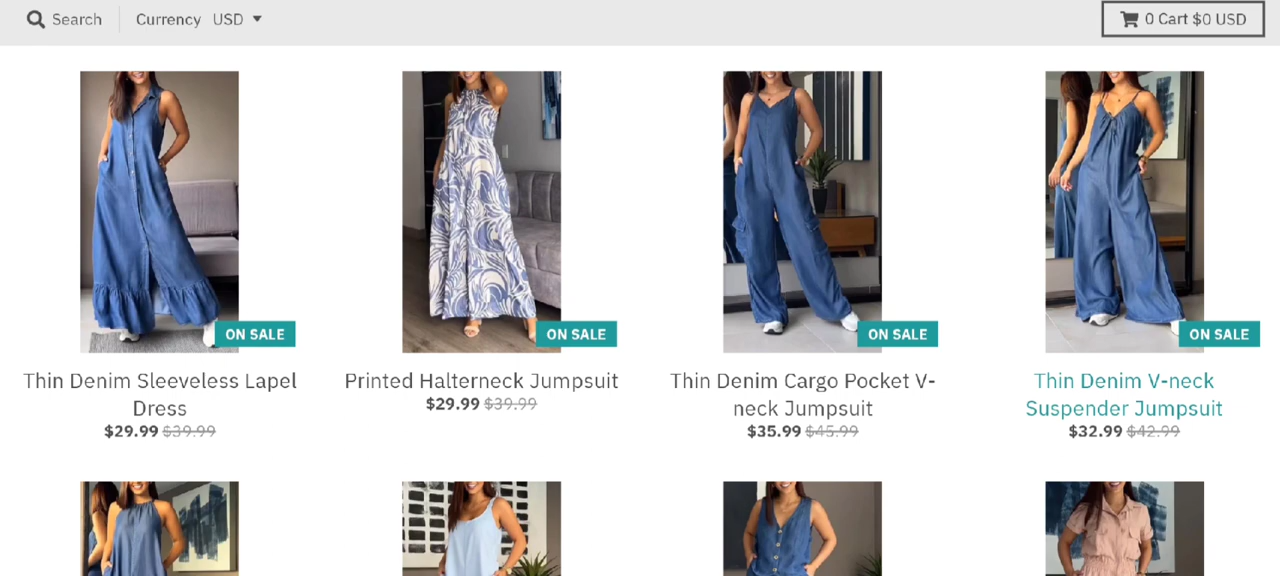 Search
Currency USD
0 Cart $0 USD
ON SALE
ON SALE
ON SALE
ON SALE
Thin Denim Sleeveless Lapel
Dress
$29.99 $39.99
Printed Halterneck Jumpsuit
$29.99 $39.99
Thin Denim Cargo Pocket V-
neck Jumpsuit
$35.99 $45.99
Thin Denim V-neck
Suspender Jumpsuit
$32.99 $42.99